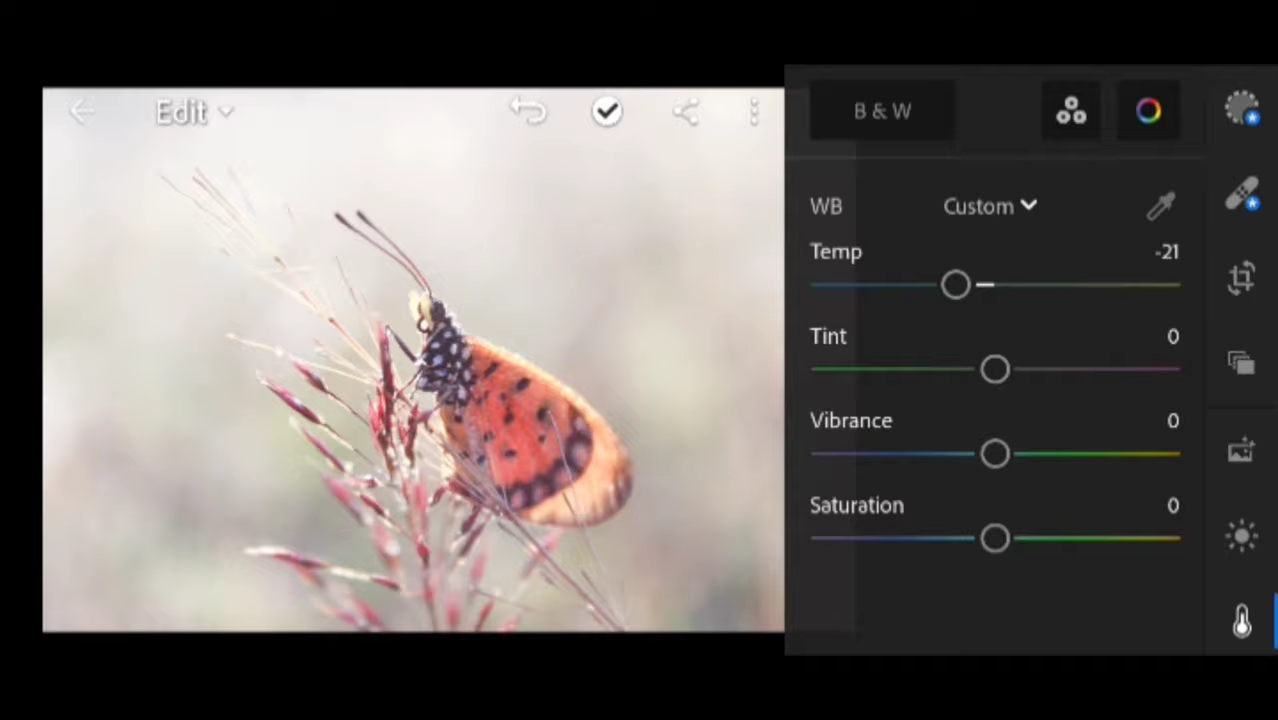 Edit
B & W
WB Custom
Temp -21
Tint 0
Vibrance 0
Saturation 0